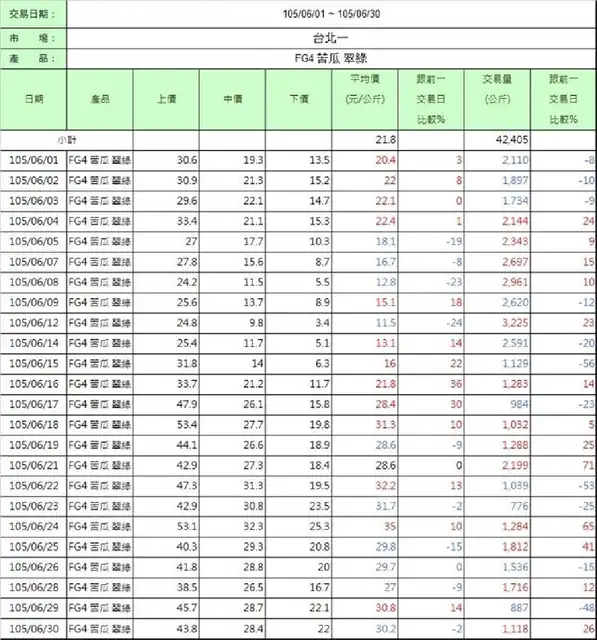 交易日期： 105/06/01 ~ 105/06/30
市　場： 台北一
產　品： FG4 苦瓜 翠綠
日期 產品 上價 中價 下價 平均價(元/公斤) 跟前一交易日比較% 交易量(公斤) 跟前一交易日比較%
小計 21.8 42,405
105/06/01 FG4 苦瓜 翠綠 30.6 19.3 13.5 20.4 3 2,110 -8
105/06/02 FG4 苦瓜 翠綠 30.9 21.3 15.2 22 8 1,897 -10
105/06/03 FG4 苦瓜 翠綠 29.6 22.1 14.7 22.1 0 1,734 -9
105/06/04 FG4 苦瓜 翠綠 33.4 21.1 15.3 22.4 1 2,144 24
105/06/05 FG4 苦瓜 翠綠 27 17.7 10.3 18.1 -19 2,343 9
105/06/07 FG4 苦瓜 翠綠 27.8 15.6 8.7 16.7 -8 2,697 15
105/06/08 FG4 苦瓜 翠綠 24.2 11.5 5.5 12.8 -23 2,961 10
105/06/09 FG4 苦瓜 翠綠 25.6 13.7 8.9 15.1 18 2,620 -12
105/06/12 FG4 苦瓜 翠綠 24.8 9.8 3.4 11.5 -24 3,225 23
105/06/14 FG4 苦瓜 翠綠 25.4 11.7 5.1 13.1 14 2,591 -20
105/06/15 FG4 苦瓜 翠綠 31.8 14 6.3 16 22 1,129 -56
105/06/16 FG4 苦瓜 翠綠 33.7 21.2 11.7 21.8 36 1,283 14
105/06/17 FG4 苦瓜 翠綠 47.9 26.1 15.8 28.4 30 984 -23
105/06/18 FG4 苦瓜 翠綠 53.4 27.7 19.8 31.3 10 1,032 5
105/06/19 FG4 苦瓜 翠綠 44.1 26.6 18.9 28.6 -9 1,288 25
105/06/21 FG4 苦瓜 翠綠 42.9 27.3 18.4 28.6 0 2,199 71
105/06/22 FG4 苦瓜 翠綠 47.3 31.3 19.5 32.2 13 1,039 -53
105/06/23 FG4 苦瓜 翠綠 42.9 30.8 23.5 31.7 -2 776 -25
105/06/24 FG4 苦瓜 翠綠 53.1 32.3 25.3 35 10 1,284 65
105/06/25 FG4 苦瓜 翠綠 40.3 29.3 20.8 29.8 -15 1,812 41
105/06/26 FG4 苦瓜 翠綠 41.8 28.8 20 29.7 0 1,536 -15
105/06/28 FG4 苦瓜 翠綠 38.5 26.5 16.7 27 -9 1,716 12
105/06/29 FG4 苦瓜 翠綠 45.7 28.7 22.1 30.8 14 887 -48
105/06/30 FG4 苦瓜 翠綠 43.8 28.4 22 30.2 -2 1,118 26